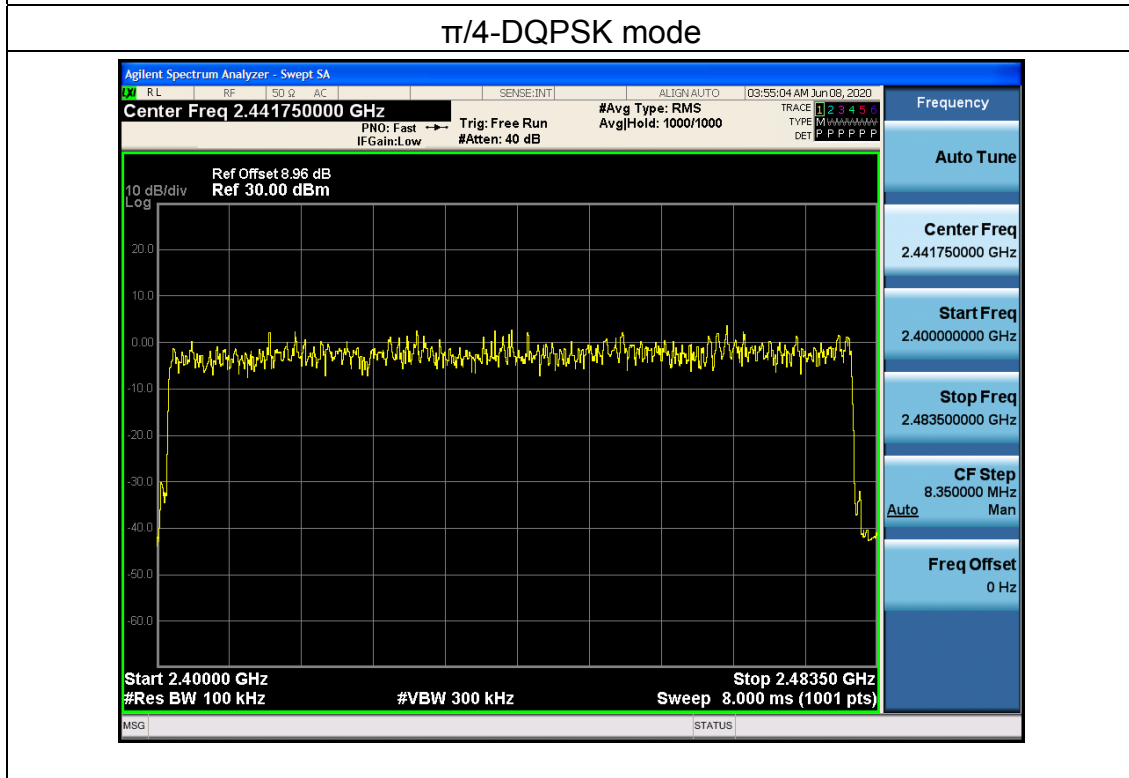 π/4-DQPSK mode
Agilent Spectrum Analyzer - Swept SA
LXI RL RF 50 Ω AC SENSE:INT ALIGN AUTO 03:55:04 AM Jun 08, 2020
Center Freq 2.441750000 GHz
PNO: Fast
IFGain:Low
Trig: Free Run
#Atten: 40 dB
#Avg Type: RMS
Avg|Hold: 1000/1000
TRACE 1 2 3 4 5 6
TYPE M WWWWW
DET P P P P P P
Ref Offset 8.96 dB
10 dB/div Ref 30.00 dBm
Log
20.0
10.0
0.00
-10.0
-20.0
-30.0
-40.0
-50.0
-60.0
Start 2.40000 GHz Stop 2.48350 GHz
#Res BW 100 kHz #VBW 300 kHz Sweep 8.000 ms (1001 pts)
MSG STATUS
Frequency
Auto Tune
Center Freq
2.441750000 GHz
Start Freq
2.400000000 GHz
Stop Freq
2.483500000 GHz
CF Step
8.350000 MHz
Auto Man
Freq Offset
0 Hz